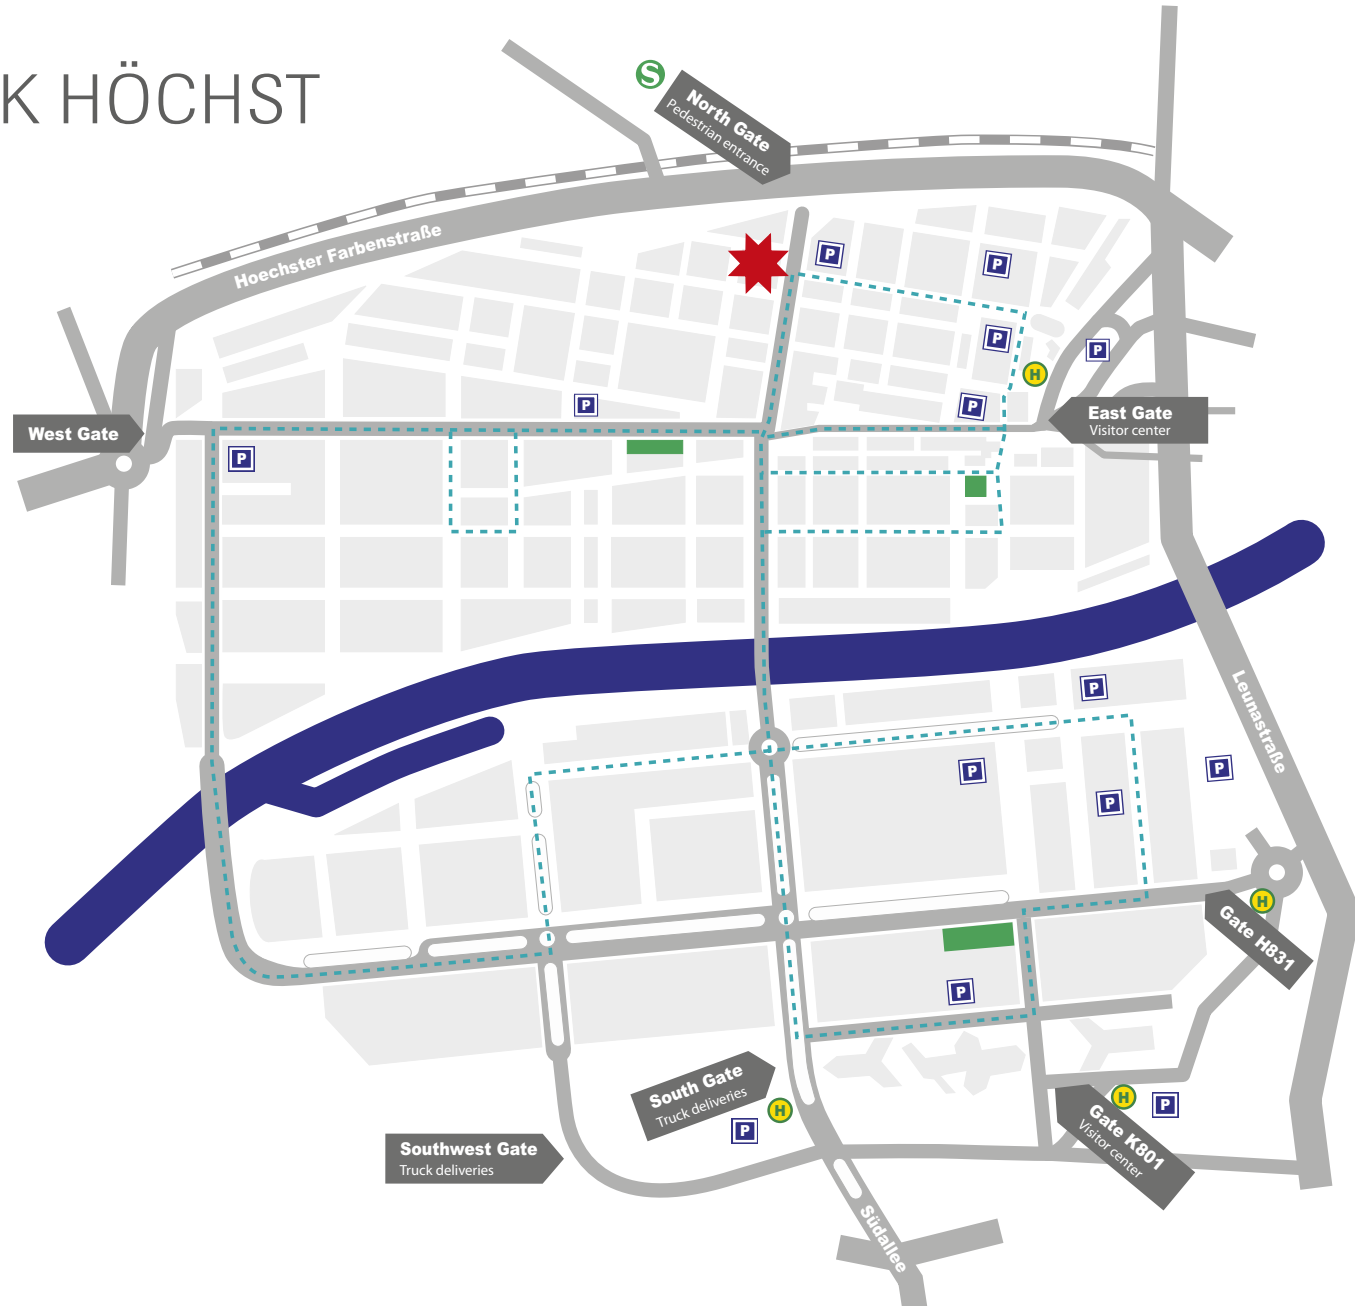 K HÖCHST
S
North Gate
Pedestrian entrance
Hoechster Farbenstraße
P
P
P
P
P
H
P
P
East Gate
Visitor center
West Gate
P
Leunastraße
P
P
P
P
H
Gate H831
P
South Gate
Truck deliveries
H
P
Southwest Gate
Truck deliveries
H
P
Gate K801
Visitor center
Südallee